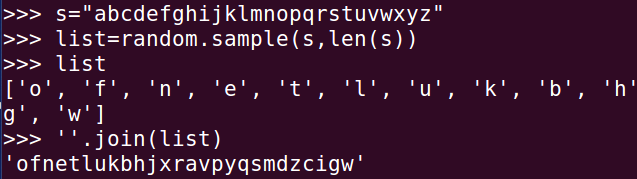 >>> s="abcdefghijklmnopqrstuvwxyz"
>>> list=random.sample(s,len(s))
>>> list
['o', 'f', 'n', 'e', 't', 'l', 'u', 'k', 'b', 'h'
g', 'w']
>>> ''.join(list)
'ofnetlukbhjxravpyqsmdzcigw'